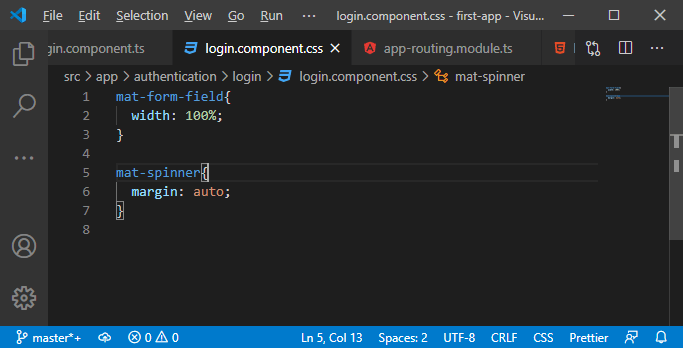 File Edit Selection View Go Run ··· login.component.css - first-app - Visu...
gin.component.ts login.component.css app-routing.module.ts
src > app > authentication > login > login.component.css > mat-spinner
1 mat-form-field{
2 width: 100%;
3 }
4
5 mat-spinner{
6 margin: auto;
7 }
8
master*+ 0 0 Ln 5, Col 13 Spaces: 2 UTF-8 CRLF CSS Prettier